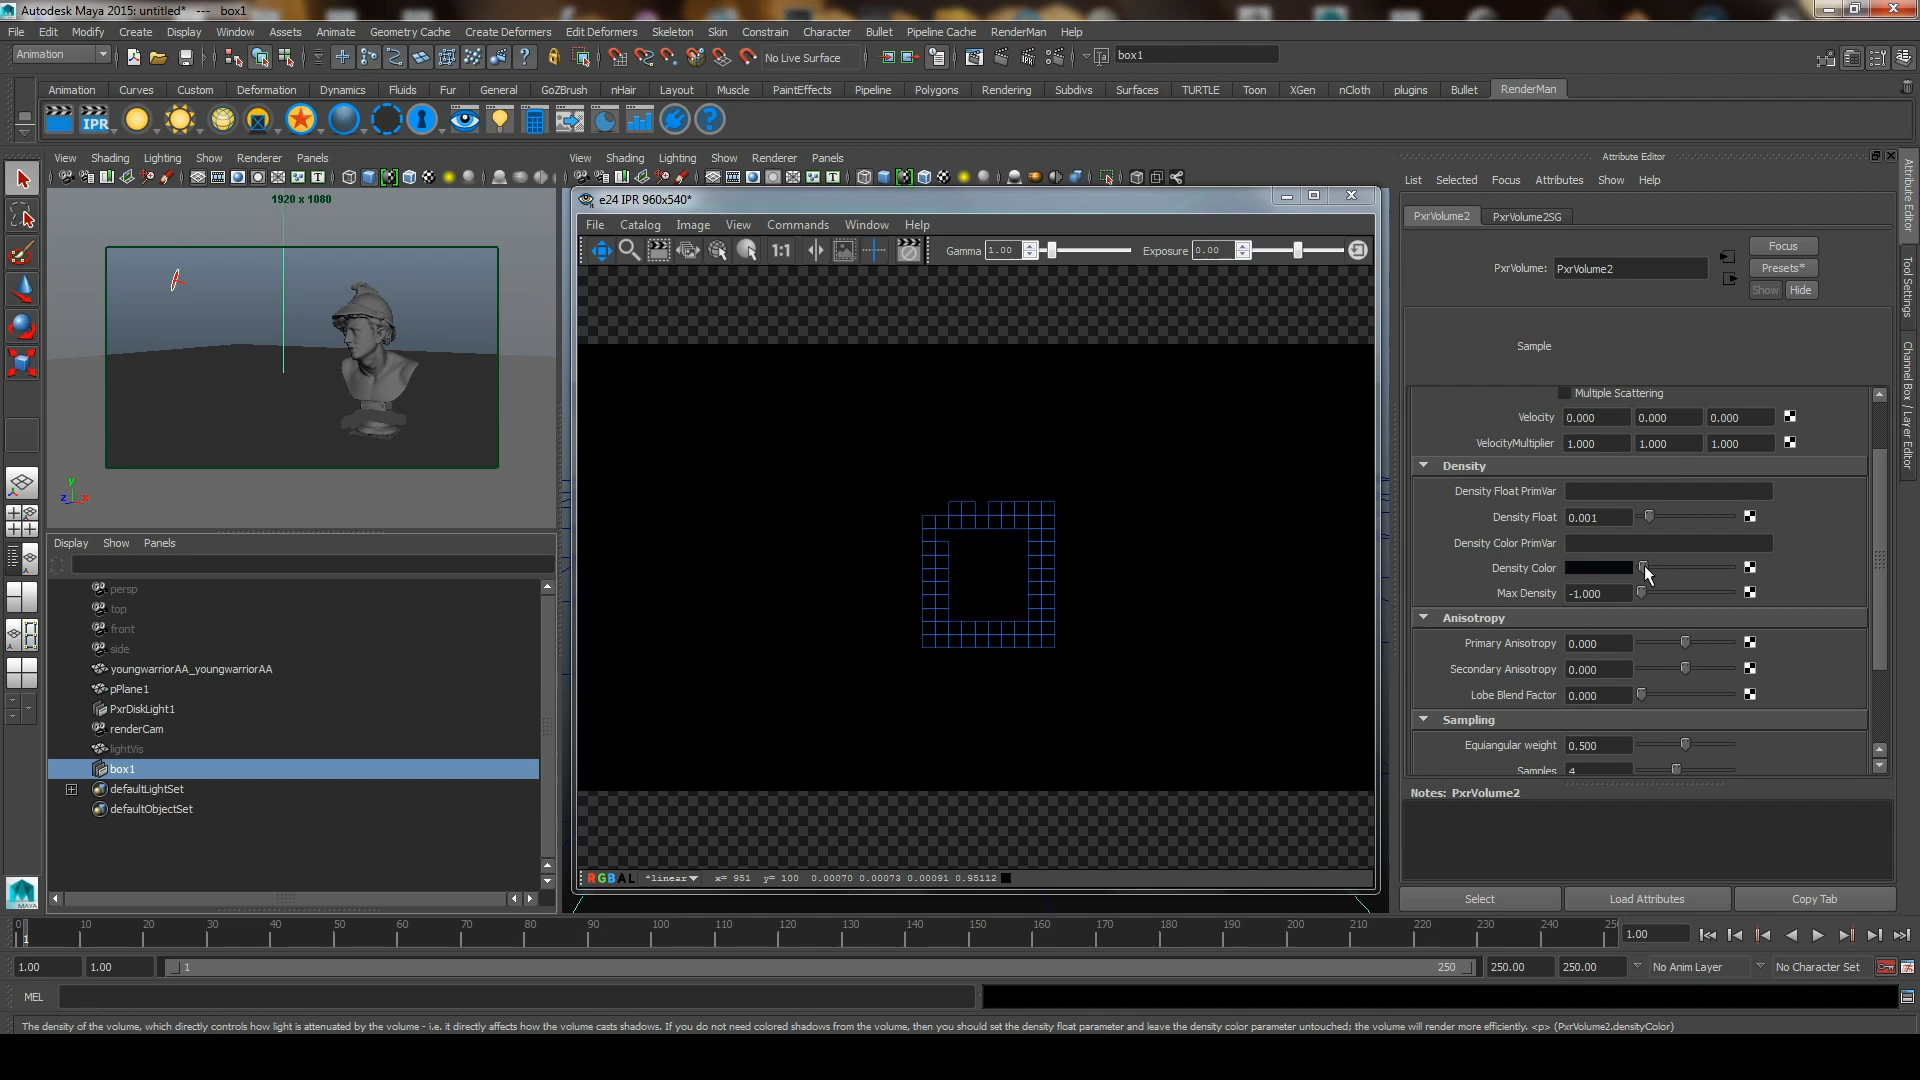 Autodesk Maya 2015: untitled* --- box1
File Edit Modify Create Display Window Assets Animate Geometry Cache Create Deformers Edit Deformers Skeleton Skin Constrain Character Bullet Pipeline Cache RenderMan Help
Animation No Live Surface box1
Animation Curves Custom Deformation Dynamics Fluids Fur General GoZBrush nHair Layout Muscle PaintEffects Pipeline Polygons Rendering Subdivs Surfaces TURTLE Toon XGen nCloth plugins Bullet RenderMan
IPR
View Shading Lighting Show Renderer Panels
View Shading Lighting Show Renderer Panels
1920 x 1080
y
z x
Display Show Panels
persp
top
front
side
youngwarriorAA_youngwarriorAA
pPlane1
PxrDiskLight1
renderCam
lightVis
box1
defaultLightSet
defaultObjectSet
MAYA
e24 IPR 960x540*
File Catalog Image View Commands Window Help
1:1 Gamma 1.00 Exposure 0.00
RGBAL *linear x= 951 y= 100 0.00070 0.00073 0.00091 0.95112
Attribute Editor
List Selected Focus Attributes Show Help
PxrVolume2 PxrVolume2SG
Focus
PxrVolume: PxrVolume2 Presets*
Show Hide
Sample
Multiple Scattering
Velocity 0.000 0.000 0.000
VelocityMultiplier 1.000 1.000 1.000
Density
Density Float PrimVar
Density Float 0.001
Density Color PrimVar
Density Color
Max Density -1.000
Anisotropy
Primary Anisotropy 0.000
Secondary Anisotropy 0.000
Lobe Blend Factor 0.000
Sampling
Equiangular weight 0.500
Samples 4
Notes: PxrVolume2
Select Load Attributes Copy Tab
Attribute Editor
Tool Settings
Channel Box / Layer Editor
0 10 20 30 40 50 60 70 80 90 100 110 120 130 140 150 160 170 180 190 200 210 220 230 240 25
1 1.00
1.00 1.00 1 250 250.00 250.00 No Anim Layer No Character Set
MEL
The density of the volume, which directly controls how light is attenuated by the volume - i.e. it directly affects how the volume casts shadows. If you do not need colored shadows from the volume, then you should set the density float parameter and leave the density color parameter untouched; the volume will render more efficiently. <p> (PxrVolume2.densityColor)